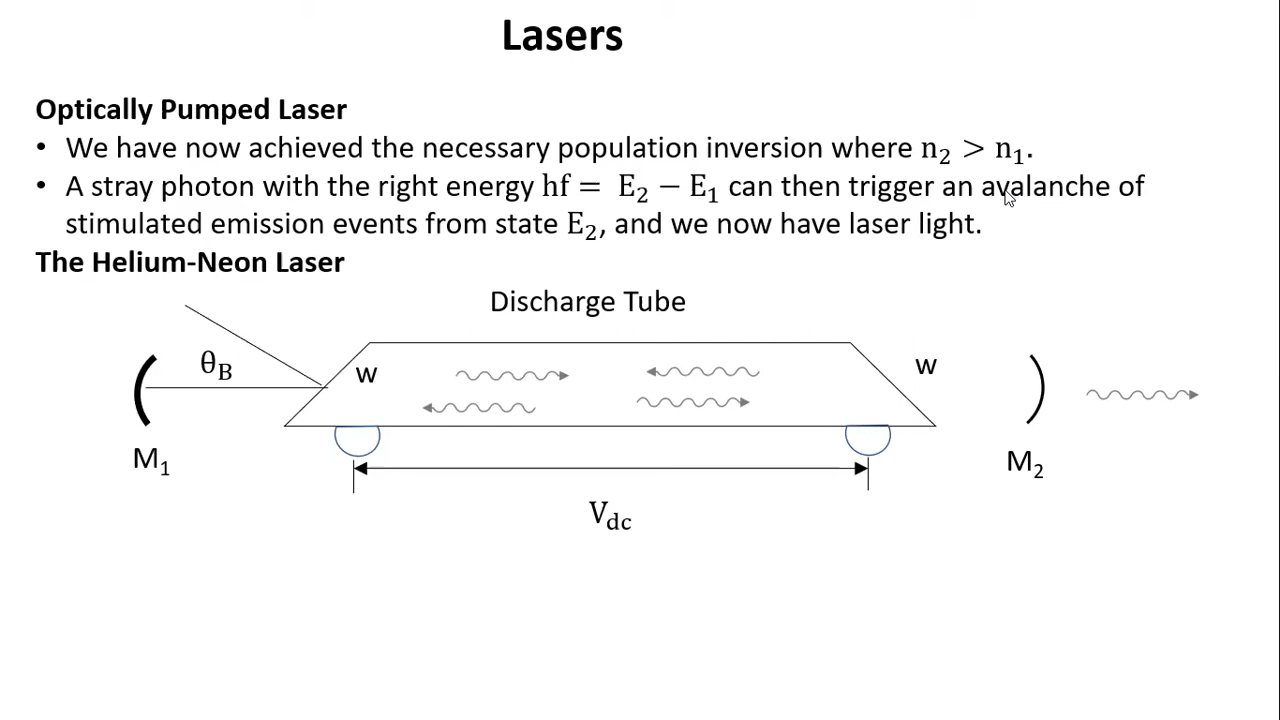 Lasers
Optically Pumped Laser
• We have now achieved the necessary population inversion where n₂ > n₁.
• A stray photon with the right energy hf = E₂ − E₁ can then trigger an avalanche of
stimulated emission events from state E₂, and we now have laser light.
The Helium-Neon Laser
Discharge Tube
θ_B
w
w
M₁
M₂
V_dc